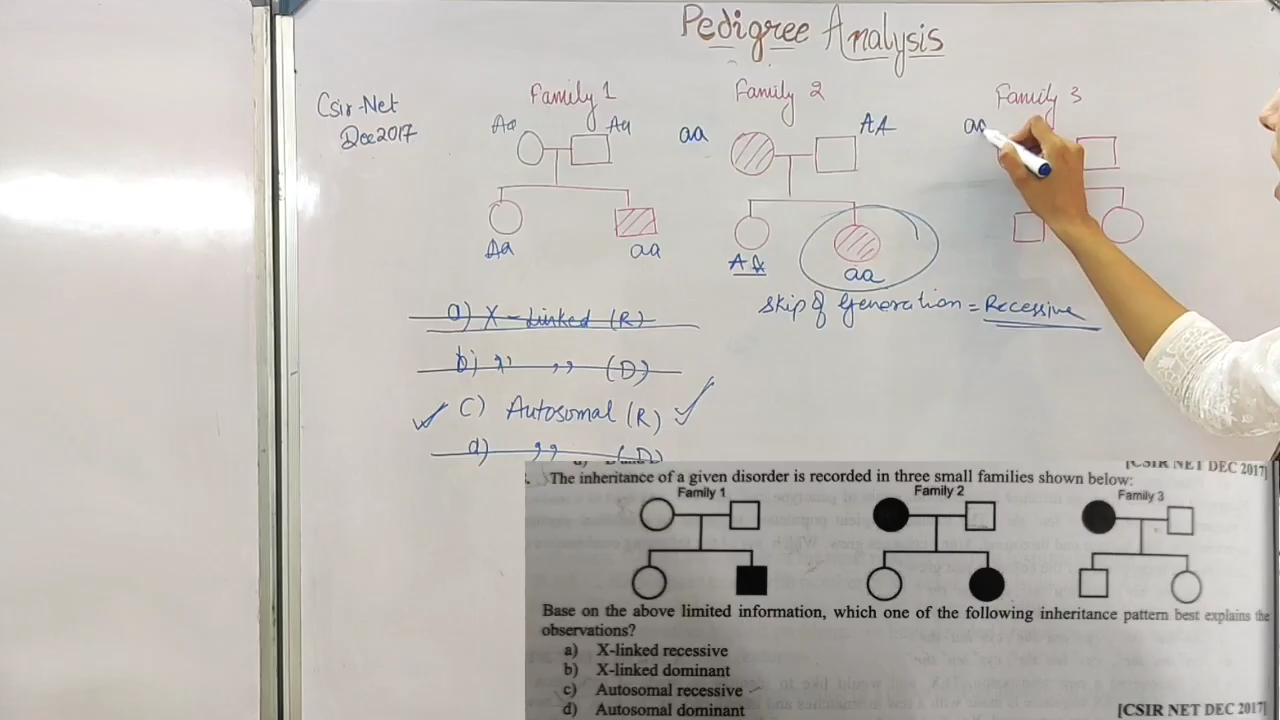 Pedigree Analysis
Csir-Net
Dec2017
Family 1
Family 2
Family 3
Aa
Aa
aa
AA
Aa
aa
aa
Skip of Generation = Recessive
a) X-Linked (R)
b) ,, ,, (D)
c) Autosomal (R)
d) ,, (D)
[CSIR NET DEC 2017]
The inheritance of a given disorder is recorded in three small families shown below:
Family 1
Family 2
Family 3
Base on the above limited information, which one of the following inheritance pattern best explains the
observations?
a) X-linked recessive
b) X-linked dominant
c) Autosomal recessive
d) Autosomal dominant
[CSIR NET DEC 2017]